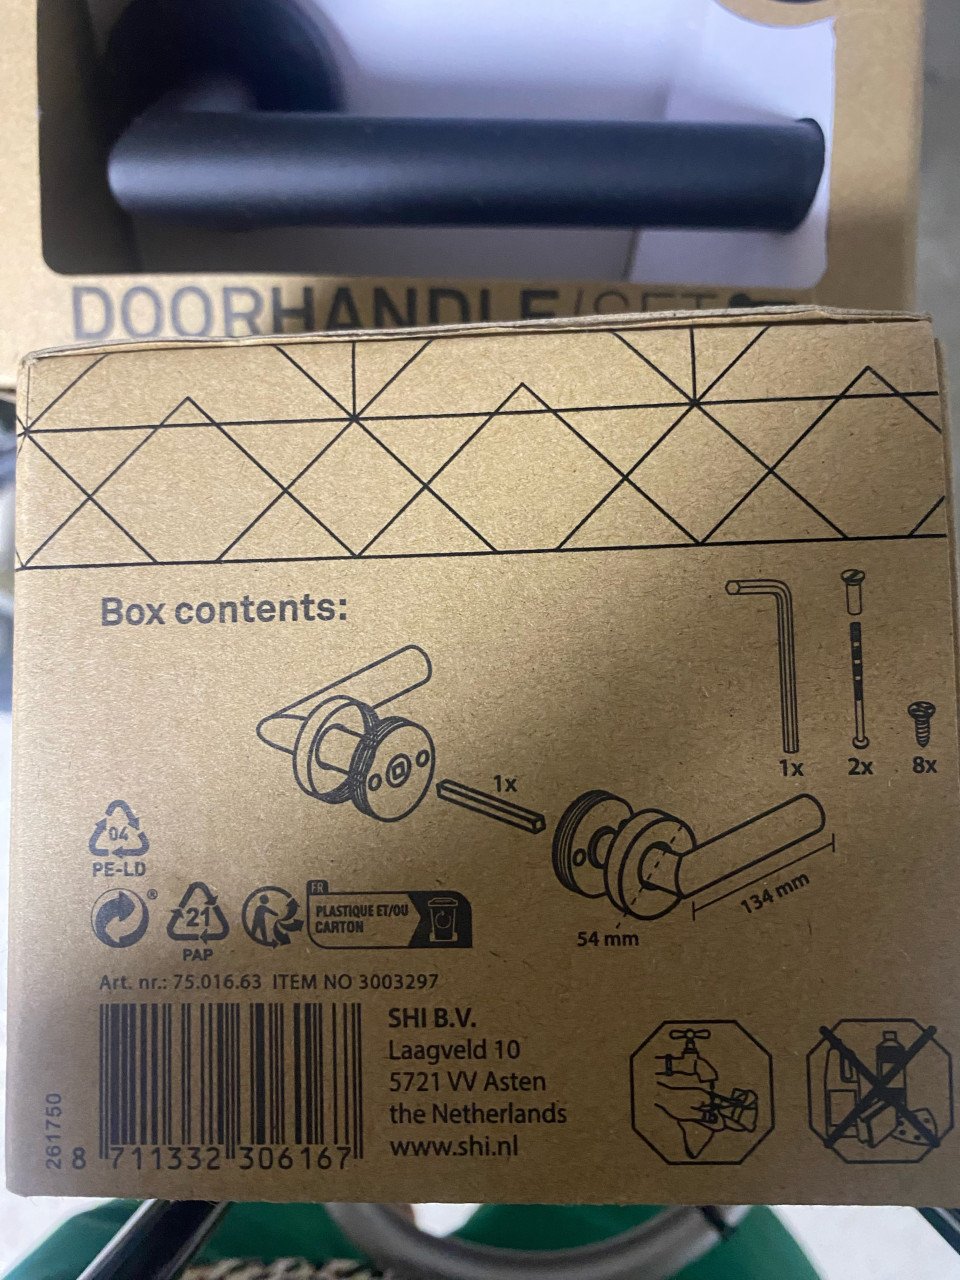 DOORHANDLE/SET
Box contents:
1x
2x
8x
1x
134 mm
54 mm
04
PE-LD
®
21
PAP
FR
PLASTIQUE ET/OU
CARTON
Art. nr.: 75.016.63 ITEM NO 3003297
SHI B.V.
Laagveld 10
5721 VV Asten
the Netherlands
www.shi.nl
261750
8 711332 306167